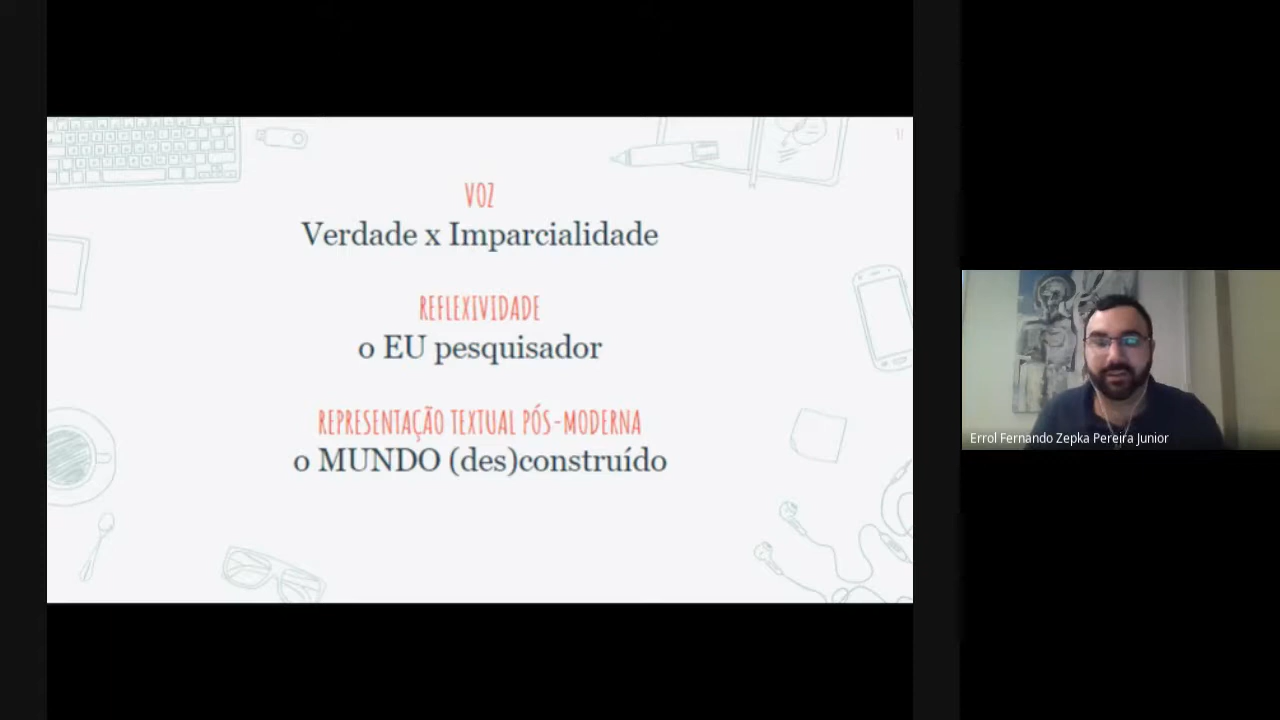 VOZ
Verdade x Imparcialidade
REFLEXIVIDADE
o EU pesquisador
REPRESENTAÇÃO TEXTUAL PÓS-MODERNA
o MUNDO (des)construído
Errol Fernando Zepka Pereira Junior